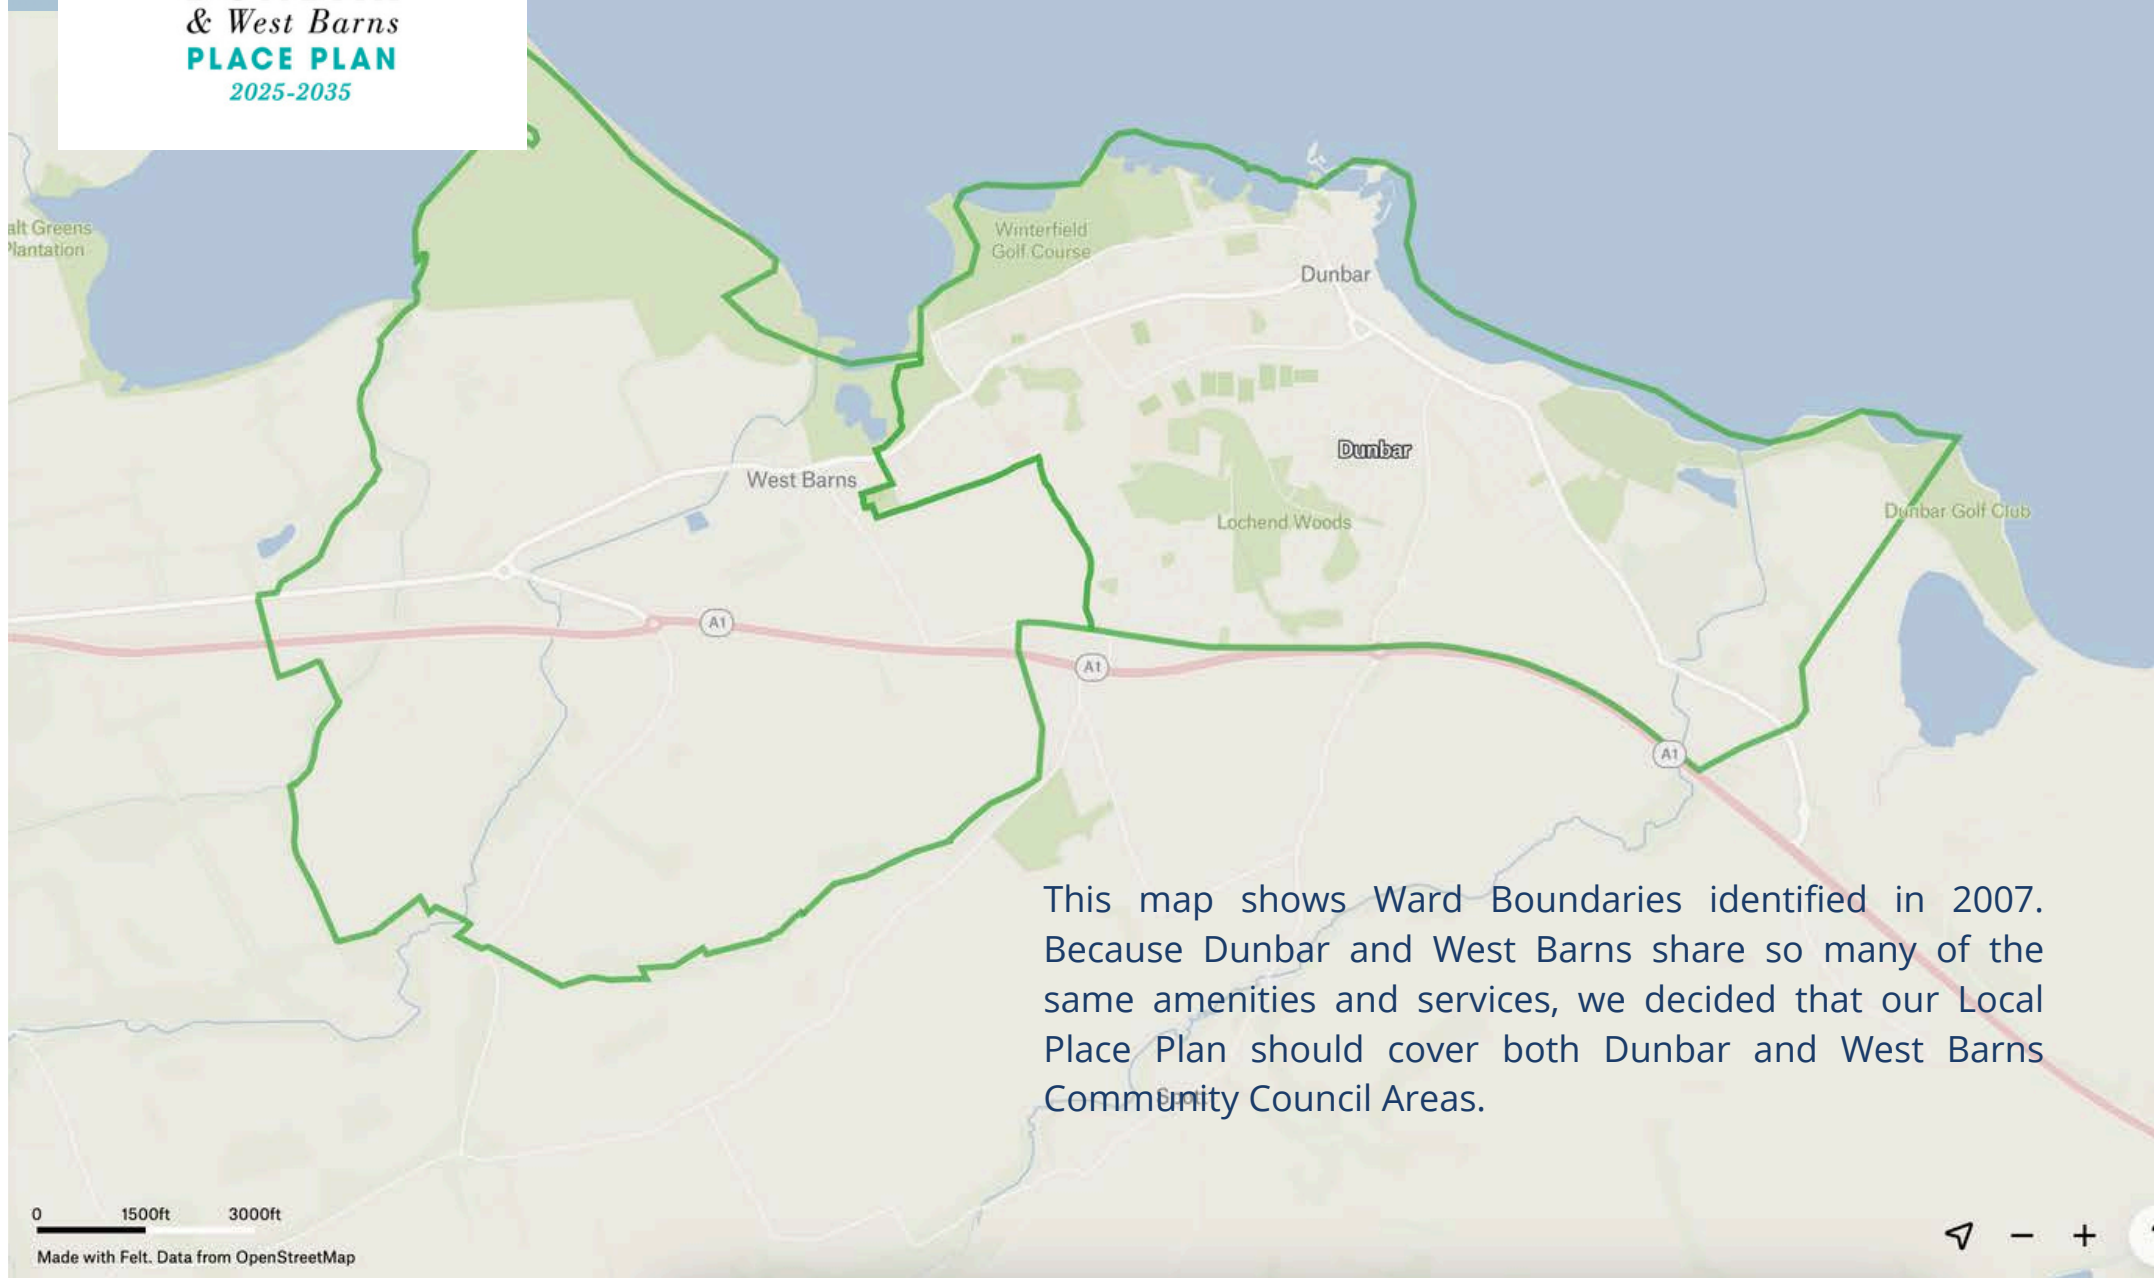 & West Barns
PLACE PLAN
2025-2035
alt Greens
Plantation
Winterfield
Golf Course
Dunbar
Dunbar
West Barns
Lochend Woods
Dunbar Golf Club
A1
A1
A1
This map shows Ward Boundaries identified in 2007.
Because Dunbar and West Barns share so many of the
same amenities and services, we decided that our Local
Place Plan should cover both Dunbar and West Barns
Community Council Areas.
Spott
0 1500ft 3000ft
Made with Felt. Data from OpenStreetMap